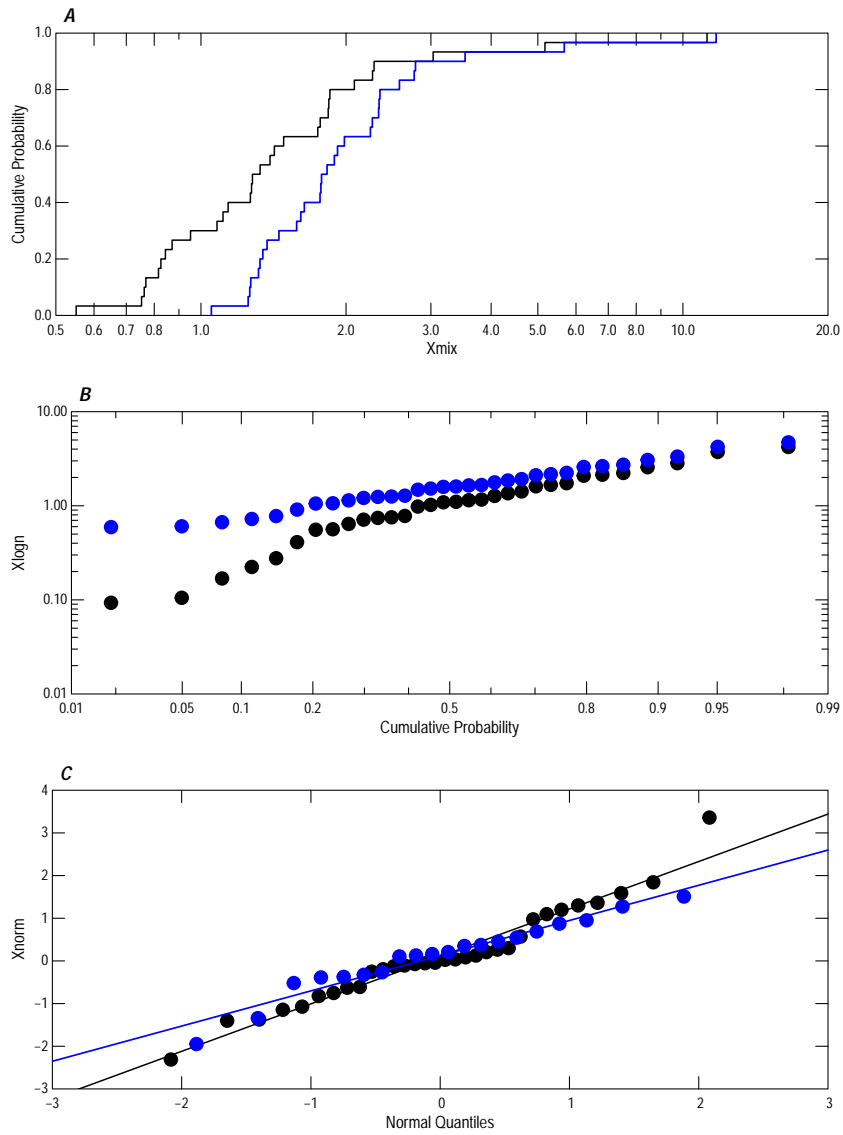 A
1.0
0.8
0.6
0.4
0.2
0.0
Cumulative Probability
0.5 0.6 0.7 0.8 1.0 2.0 3.0 4.0 5.0 6.0 7.0 8.0 10.0 20.0
Xmix
B
10.00
1.00
0.10
0.01
Xlogn
0.01 0.05 0.1 0.2 0.5 0.8 0.9 0.95 0.99
Cumulative Probability
C
4
3
2
1
0
−1
−2
−3
Xnorm
−3 −2 −1 0 1 2 3
Normal Quantiles